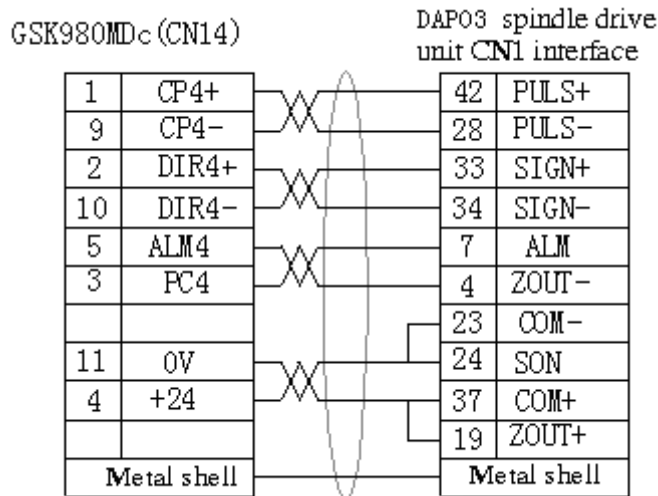 GSK980MDc(CN14)
DAP03 spindle drive
unit CN1 interface
1 CP4+ 42 PULS+
9 CP4- 28 PULS-
2 DIR4+ 33 SIGN+
10 DIR4- 34 SIGN-
5 ALM4 7 ALM
3 PC4 4 ZOUT-
23 COM-
11 0V 24 SON
4 +24 37 COM+
19 ZOUT+
Metal shell Metal shell